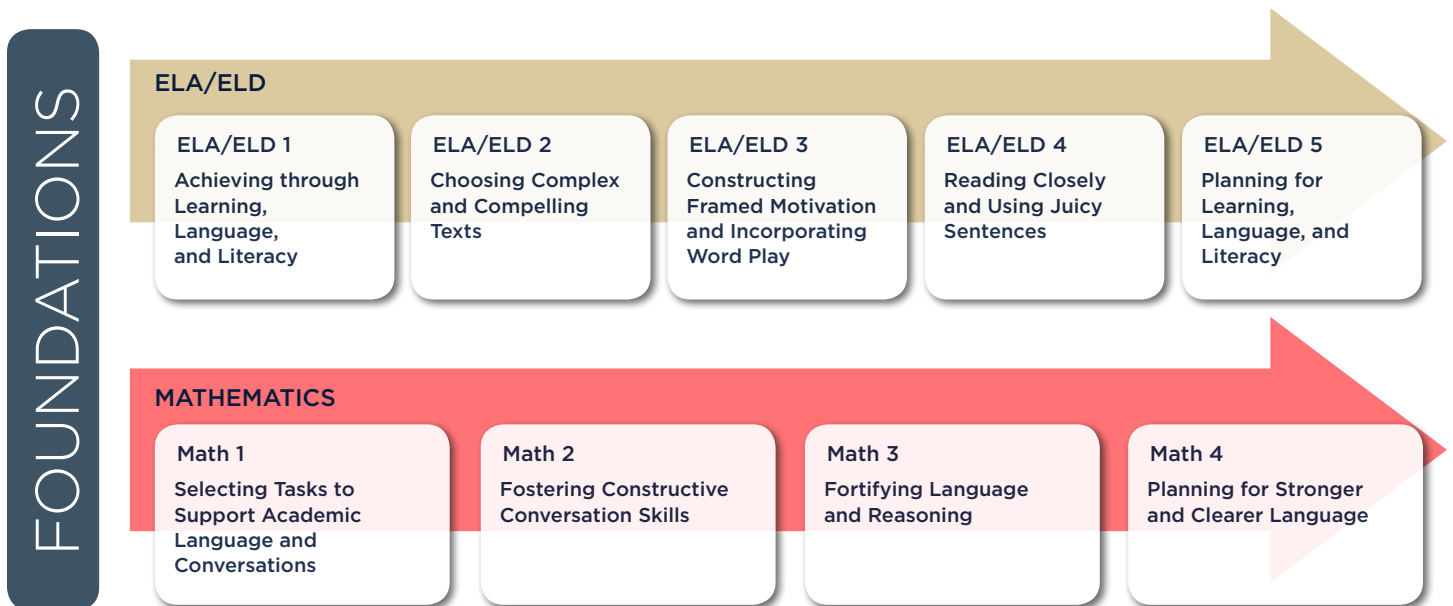 FOUNDATIONS
ELA/ELD
ELA/ELD 1
Achieving through
Learning,
Language,
and Literacy
ELA/ELD 2
Choosing Complex
and Compelling
Texts
ELA/ELD 3
Constructing
Framed Motivation
and Incorporating
Word Play
ELA/ELD 4
Reading Closely
and Using Juicy
Sentences
ELA/ELD 5
Planning for
Learning,
Language, and
Literacy
MATHEMATICS
Math 1
Selecting Tasks to
Support Academic
Language and
Conversations
Math 2
Fostering Constructive
Conversation Skills
Math 3
Fortifying Language
and Reasoning
Math 4
Planning for Stronger
and Clearer Language